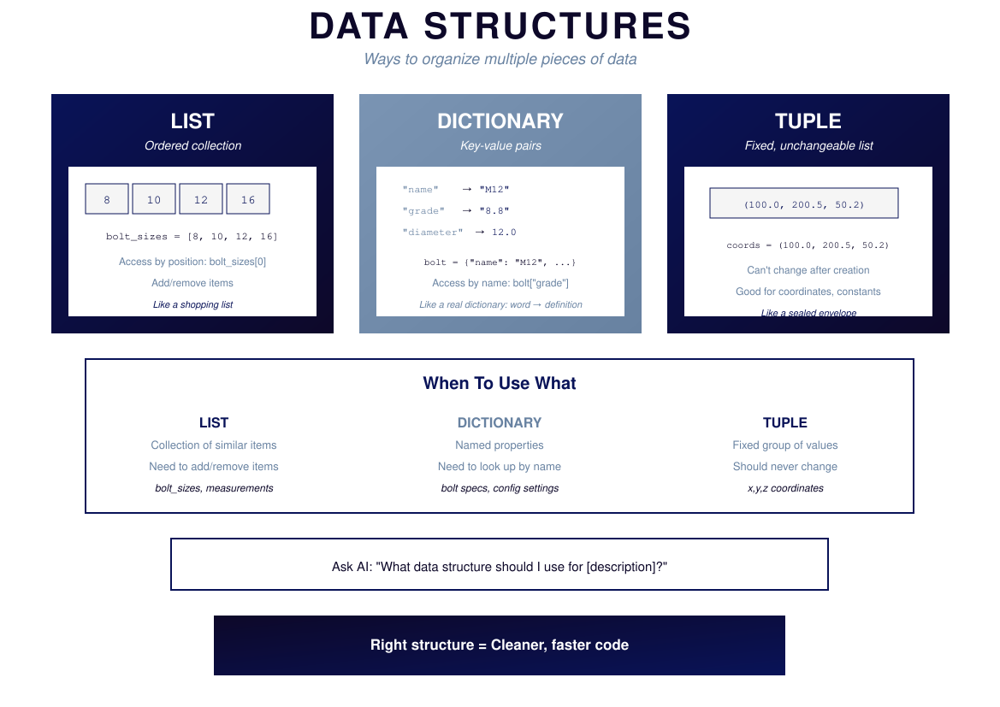 DATA STRUCTURES
Ways to organize multiple pieces of data
LIST
Ordered collection
8 10 12 16
bolt_sizes = [8, 10, 12, 16]
Access by position: bolt_sizes[0]
Add/remove items
Like a shopping list
DICTIONARY
Key-value pairs
"name" → "M12"
"grade" → "8.8"
"diameter" → 12.0
bolt = {"name": "M12", ...}
Access by name: bolt["grade"]
Like a real dictionary: word → definition
TUPLE
Fixed, unchangeable list
(100.0, 200.5, 50.2)
coords = (100.0, 200.5, 50.2)
Can't change after creation
Good for coordinates, constants
Like a sealed envelope
When To Use What
LIST
Collection of similar items
Need to add/remove items
bolt_sizes, measurements
DICTIONARY
Named properties
Need to look up by name
bolt specs, config settings
TUPLE
Fixed group of values
Should never change
x,y,z coordinates
Ask AI: "What data structure should I use for [description]?"
Right structure = Cleaner, faster code